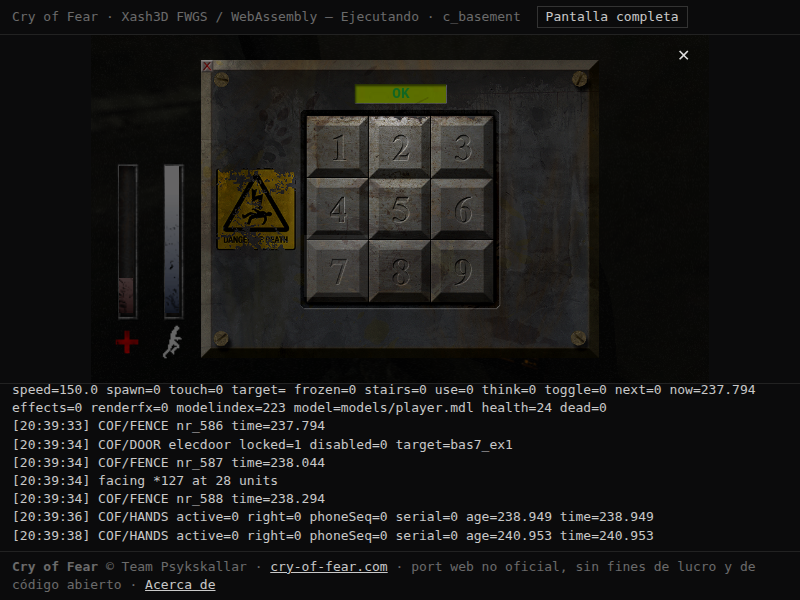 Cry of Fear · Xash3D FWGS / WebAssembly — Ejecutando · c_basement
Pantalla completa
×
OK
1 2 3
4 5 6
7 8 9
DANGER OF DEATH
speed=150.0 spawn=0 touch=0 target= frozen=0 stairs=0 use=0 think=0 toggle=0 next=0 now=237.794
effects=0 renderfx=0 modelindex=223 model=models/player.mdl health=24 dead=0
[20:39:33] COF/FENCE nr_586 time=237.794
[20:39:34] COF/DOOR elecdoor locked=1 disabled=0 target=bas7_ex1
[20:39:34] COF/FENCE nr_587 time=238.044
[20:39:34] facing *127 at 28 units
[20:39:34] COF/FENCE nr_588 time=238.294
[20:39:36] COF/HANDS active=0 right=0 phoneSeq=0 serial=0 age=238.949 time=238.949
[20:39:38] COF/HANDS active=0 right=0 phoneSeq=0 serial=0 age=240.953 time=240.953
Cry of Fear © Team Psykskallar · cry-of-fear.com · port web no oficial, sin fines de lucro y de
código abierto · Acerca de